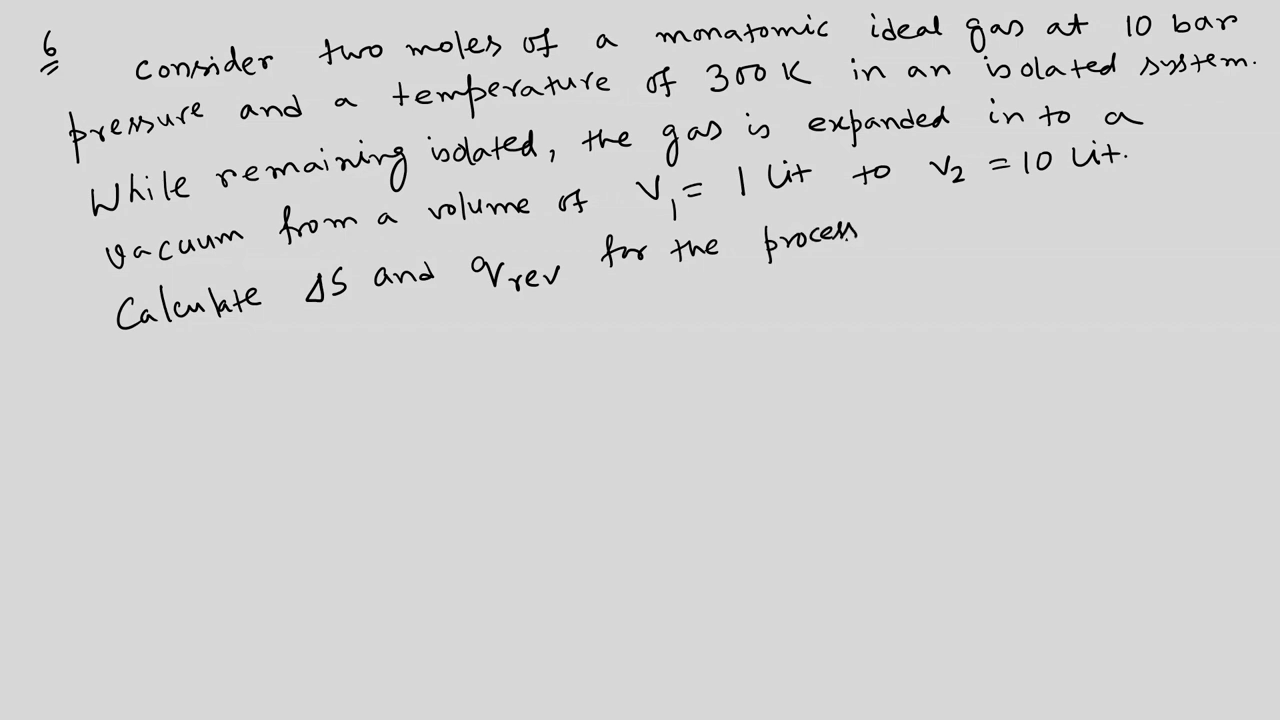 6 Consider two moles of a monatomic ideal gas at 10 bar
pressure and a temperature of 300 K in an isolated system.
While remaining isolated, the gas is expanded in to a
vacuum from a volume of V₁ = 1 Lit to V₂ = 10 Lit.
Calculate ΔS and qrev for the process